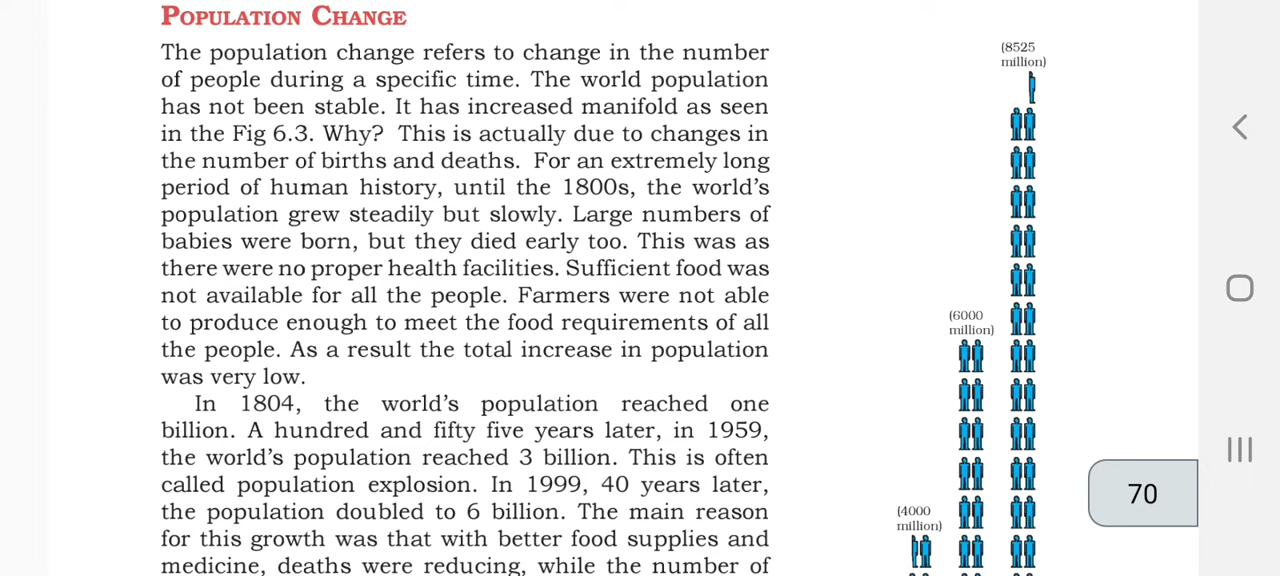 POPULATION CHANGE
The population change refers to change in the number
of people during a specific time. The world population
has not been stable. It has increased manifold as seen
in the Fig 6.3. Why? This is actually due to changes in
the number of births and deaths. For an extremely long
period of human history, until the 1800s, the world's
population grew steadily but slowly. Large numbers of
babies were born, but they died early too. This was as
there were no proper health facilities. Sufficient food was
not available for all the people. Farmers were not able
to produce enough to meet the food requirements of all
the people. As a result the total increase in population
was very low.
In 1804, the world's population reached one
billion. A hundred and fifty five years later, in 1959,
the world's population reached 3 billion. This is often
called population explosion. In 1999, 40 years later,
the population doubled to 6 billion. The main reason
for this growth was that with better food supplies and
medicine, deaths were reducing, while the number of
(8525
million)
(6000
million)
(4000
million)
70